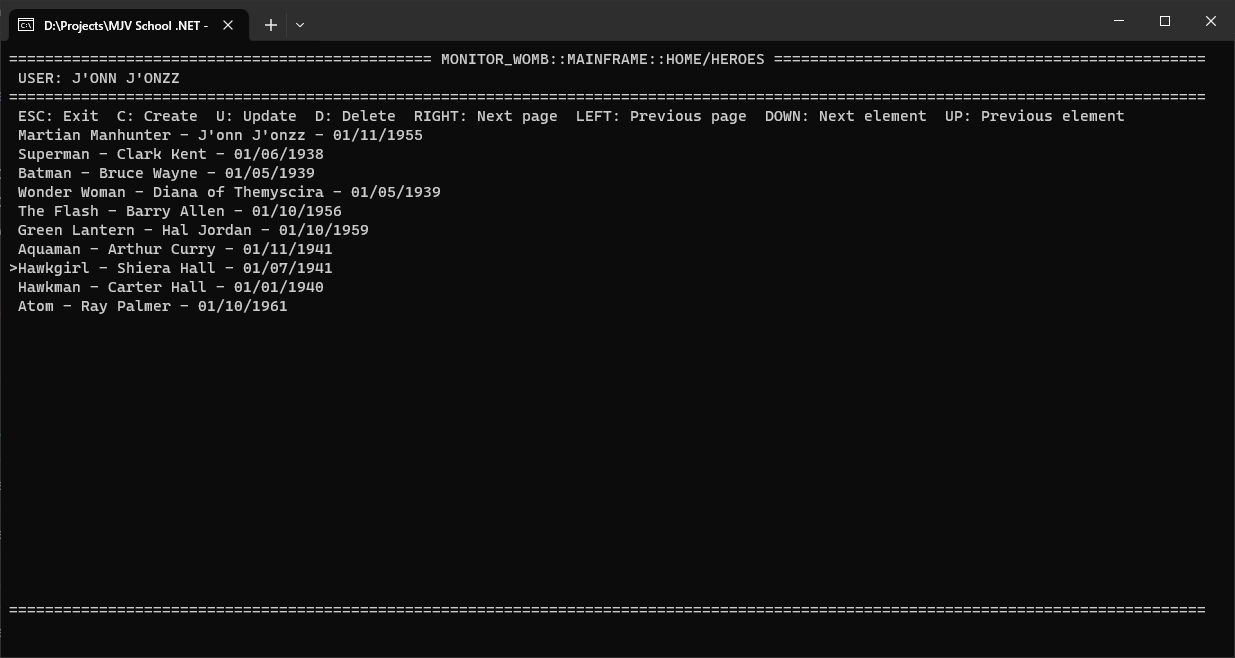 D:\Projects\MJV School .NET -
============================================== MONITOR_WOMB::MAINFRAME::HOME/HEROES ===============================================
USER: J'ONN J'ONZZ
=====================================================================================================================================
ESC: Exit  C: Create  U: Update  D: Delete  RIGHT: Next page  LEFT: Previous page  DOWN: Next element  UP: Previous element
Martian Manhunter - J'onn J'onzz - 01/11/1955
Superman - Clark Kent - 01/06/1938
Batman - Bruce Wayne - 01/05/1939
Wonder Woman - Diana of Themyscira - 01/05/1939
The Flash - Barry Allen - 01/10/1956
Green Lantern - Hal Jordan - 01/10/1959
Aquaman - Arthur Curry - 01/11/1941
>Hawkgirl - Shiera Hall - 01/07/1941
Hawkman - Carter Hall - 01/01/1940
Atom - Ray Palmer - 01/10/1961
=====================================================================================================================================